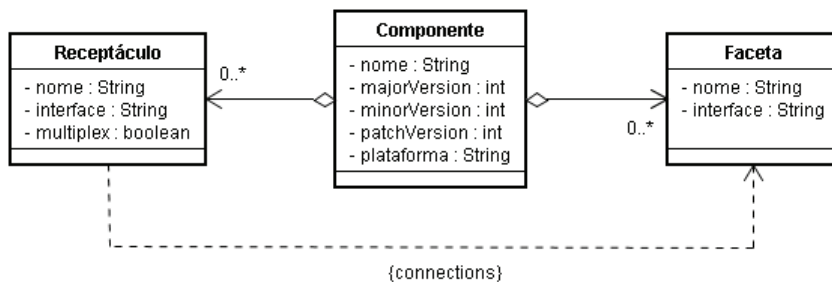 Receptáculo
- nome : String
- interface : String
- multiplex : boolean
0..*
Componente
- nome : String
- majorVersion : int
- minorVersion : int
- patchVersion : int
- plataforma : String
0..*
Faceta
- nome : String
- interface : String
{connections}